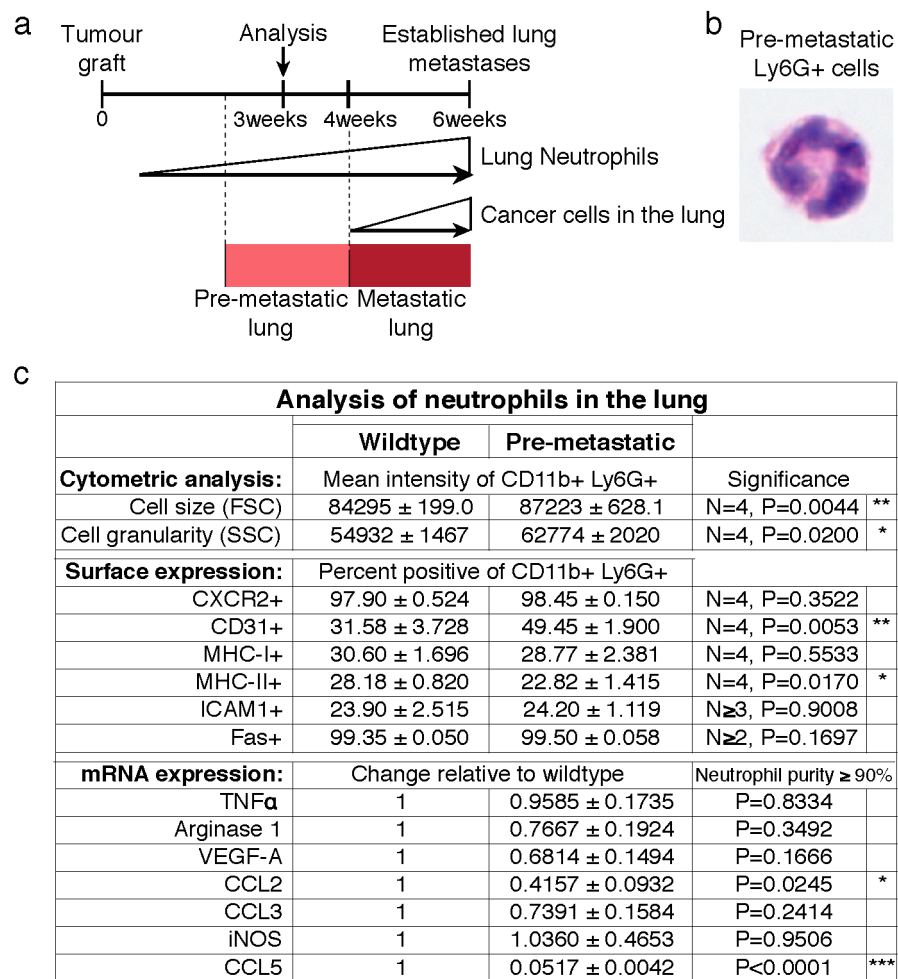 a
Tumour graft
Analysis
Established lung metastases
0
3weeks
4weeks
6weeks
Lung Neutrophils
Cancer cells in the lung
Pre-metastatic lung
Metastatic lung
b
Pre-metastatic
Ly6G+ cells
c
Analysis of neutrophils in the lung
Wildtype Pre-metastatic
Cytometric analysis: Mean intensity of CD11b+ Ly6G+ Significance
Cell size (FSC) 84295 ± 199.0 87223 ± 628.1 N=4, P=0.0044 **
Cell granularity (SSC) 54932 ± 1467 62774 ± 2020 N=4, P=0.0200 *
Surface expression: Percent positive of CD11b+ Ly6G+
CXCR2+ 97.90 ± 0.524 98.45 ± 0.150 N=4, P=0.3522
CD31+ 31.58 ± 3.728 49.45 ± 1.900 N=4, P=0.0053 **
MHC-I+ 30.60 ± 1.696 28.77 ± 2.381 N=4, P=0.5533
MHC-II+ 28.18 ± 0.820 22.82 ± 1.415 N=4, P=0.0170 *
ICAM1+ 23.90 ± 2.515 24.20 ± 1.119 N≥3, P=0.9008
Fas+ 99.35 ± 0.050 99.50 ± 0.058 N≥2, P=0.1697
mRNA expression: Change relative to wildtype Neutrophil purity ≥ 90%
TNFα 1 0.9585 ± 0.1735 P=0.8334
Arginase 1 1 0.7667 ± 0.1924 P=0.3492
VEGF-A 1 0.6814 ± 0.1494 P=0.1666
CCL2 1 0.4157 ± 0.0932 P=0.0245 *
CCL3 1 0.7391 ± 0.1584 P=0.2414
iNOS 1 1.0360 ± 0.4653 P=0.9506
CCL5 1 0.0517 ± 0.0042 P<0.0001 ***